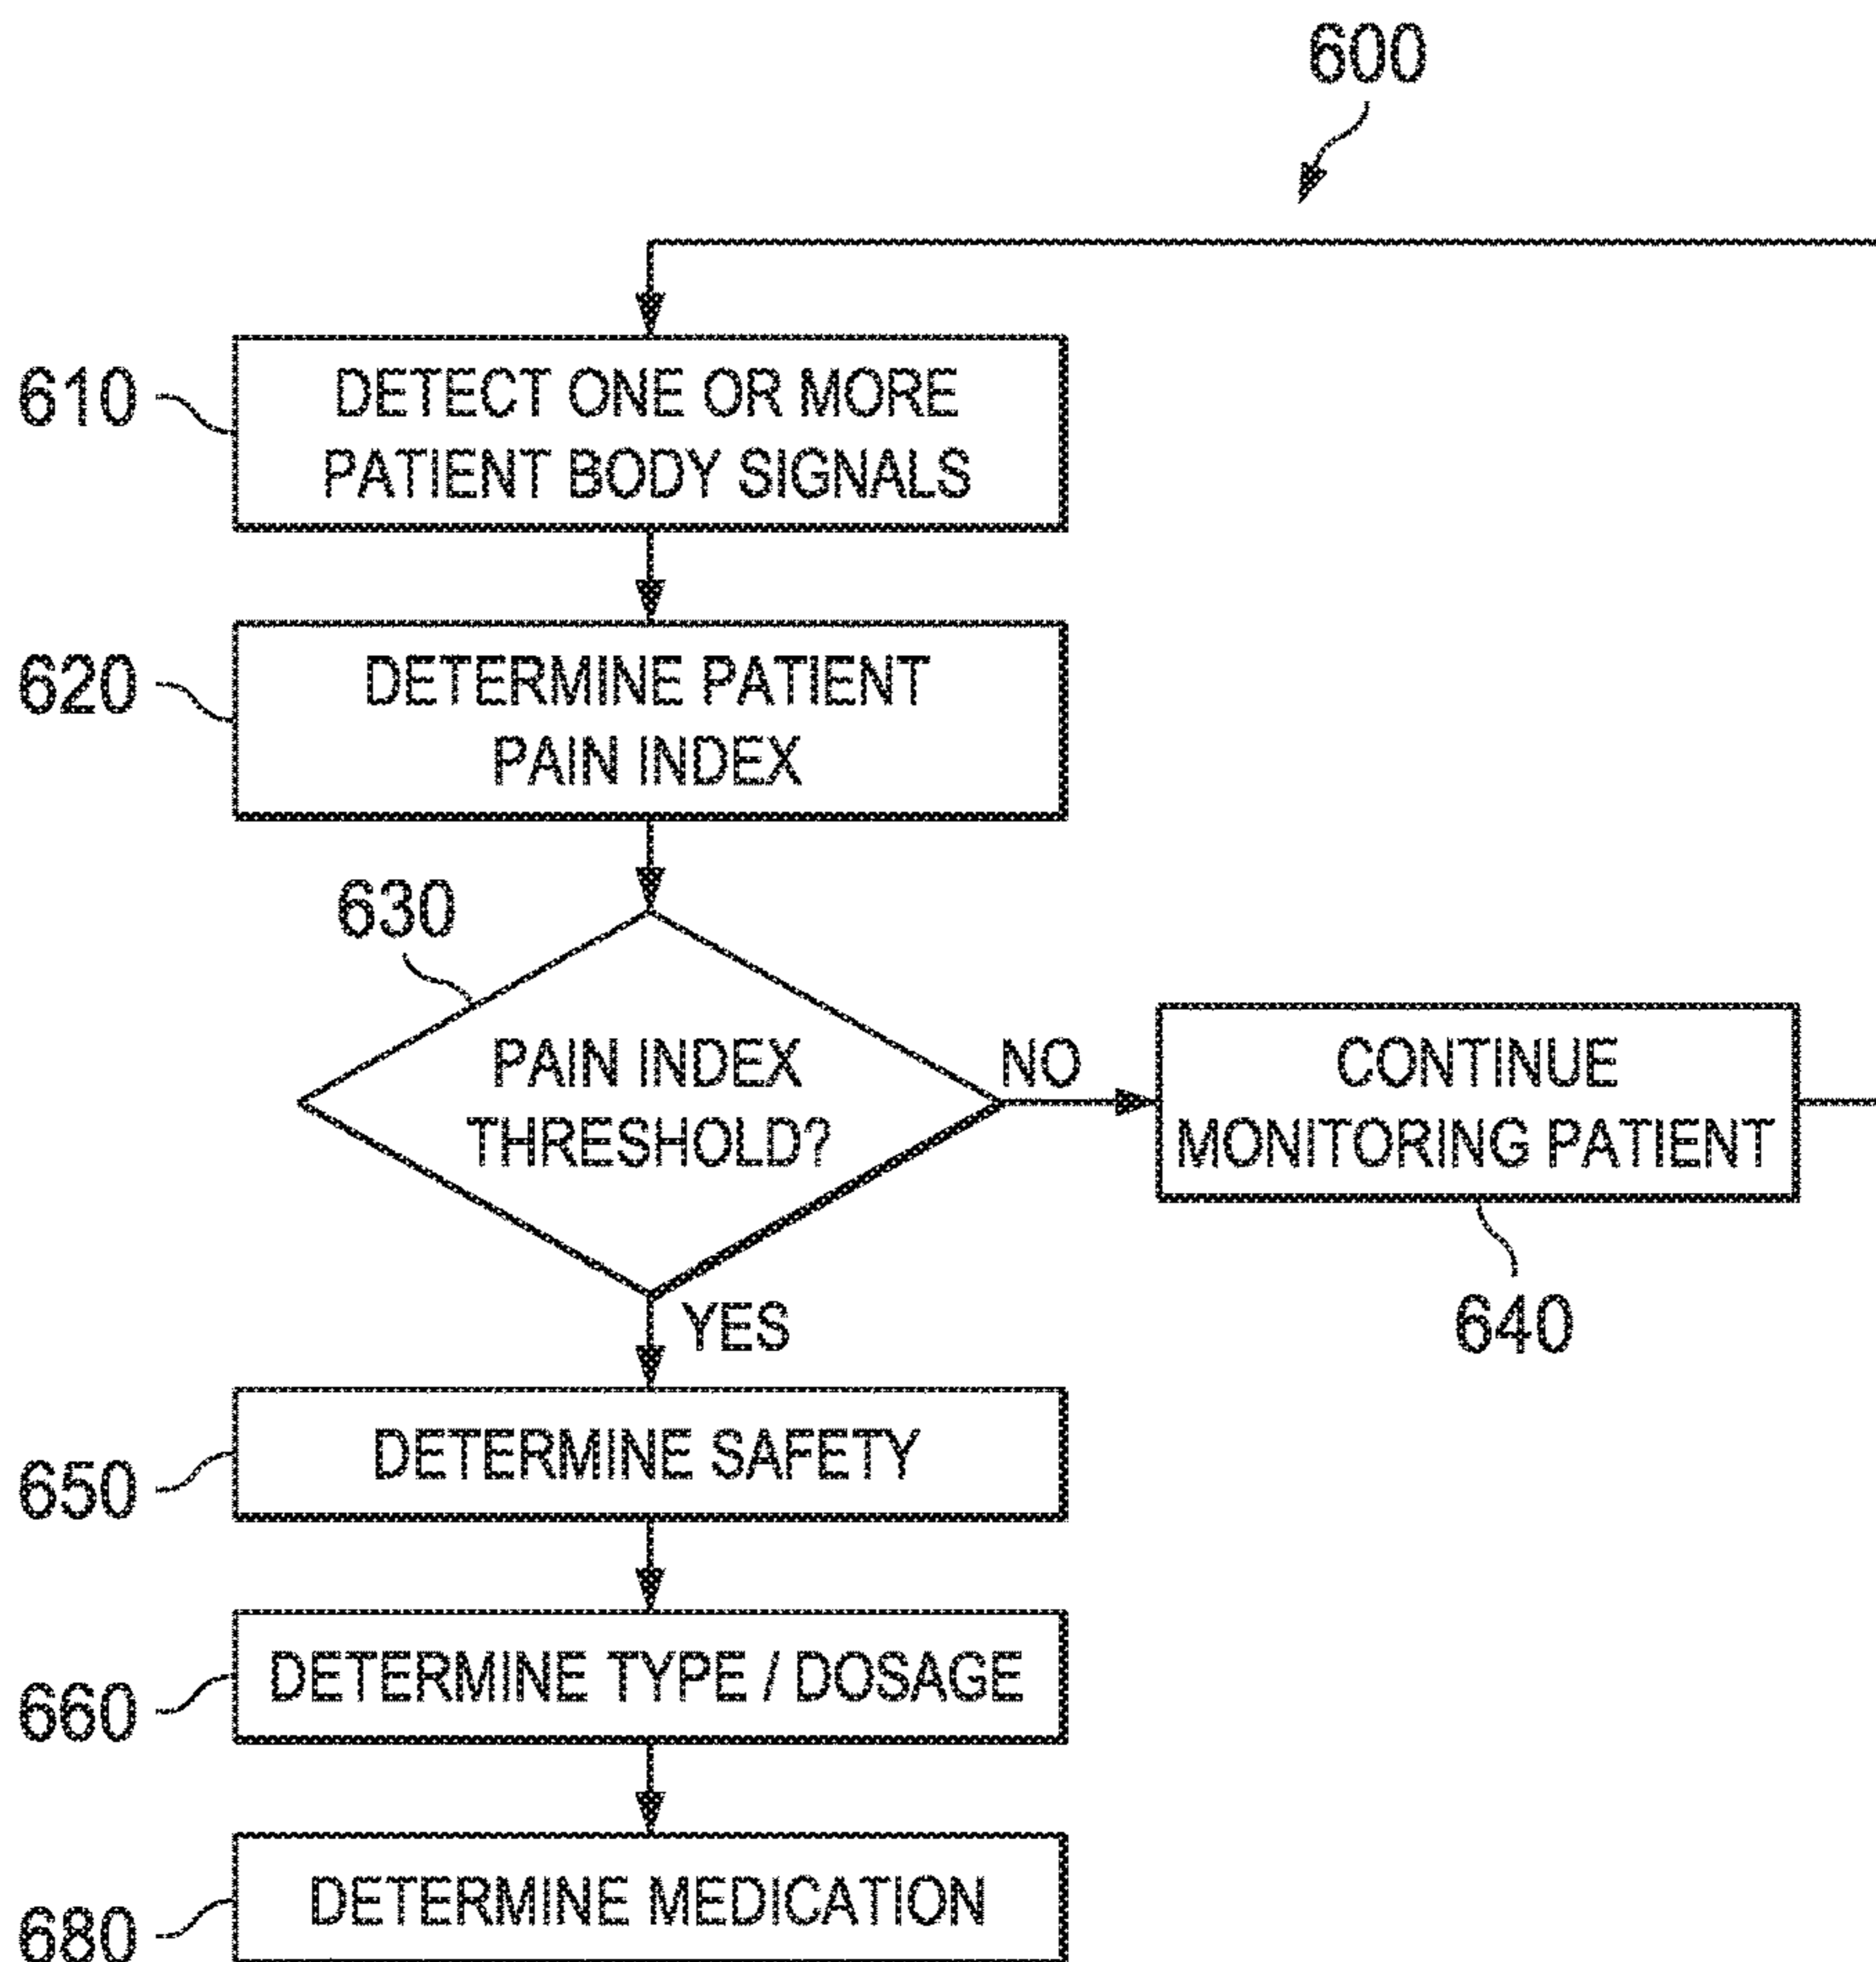 600
610
DETECT ONE OR MORE
PATIENT BODY SIGNALS
620
DETERMINE PATIENT
PAIN INDEX
630
PAIN INDEX
THRESHOLD?
NO
CONTINUE
MONITORING PATIENT
640
YES
650
DETERMINE SAFETY
660
DETERMINE TYPE / DOSAGE
680
DETERMINE MEDICATION